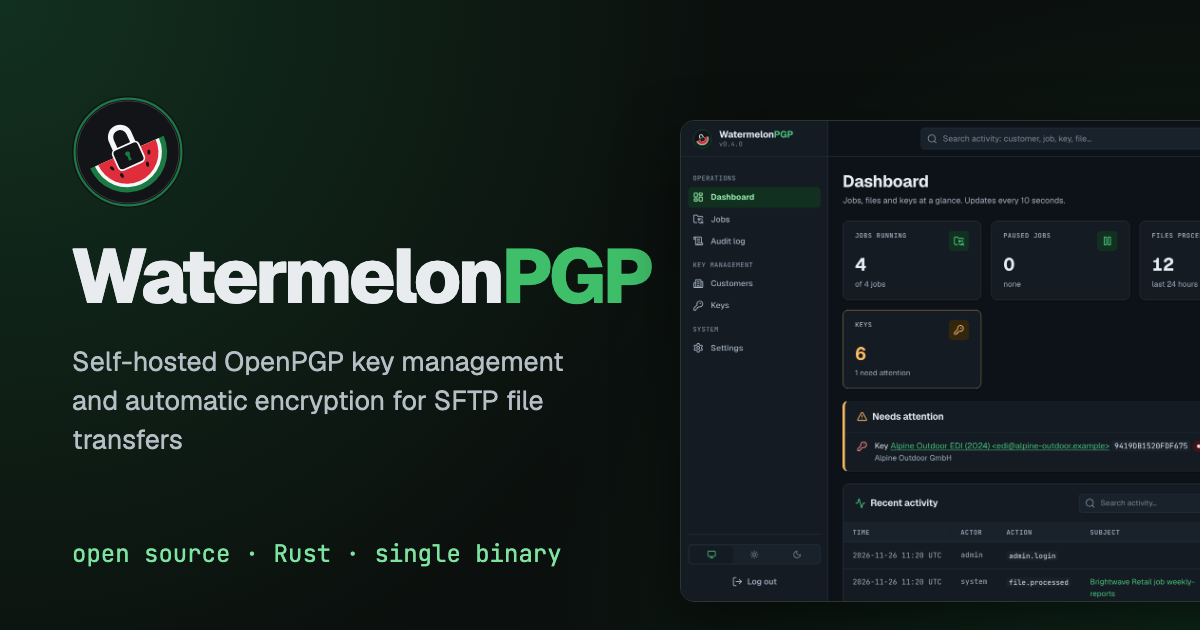 WatermelonPGP
Self-hosted OpenPGP key management
and automatic encryption for SFTP file
transfers
open source · Rust · single binary
WatermelonPGP
v0.4.0
Search activity: customer, job, key, file...
OPERATIONS
Dashboard
Jobs
Audit log
KEY MANAGEMENT
Customers
Keys
SYSTEM
Settings
Log out
Dashboard
Jobs, files and keys at a glance. Updates every 10 seconds.
JOBS RUNNING
4
of 4 jobs
PAUSED JOBS
0
none
FILES PROCE
12
last 24 hours
KEYS
6
1 need attention
Needs attention
Key Alpine Outdoor EDI (2024) <edi@alpine-outdoor.example> 9419DB1520FDF675
Alpine Outdoor GmbH
Recent activity
Search activity...
TIME ACTOR ACTION SUBJECT
2026-11-26 11:20 UTC admin admin.login
2026-11-26 11:20 UTC system file.processed Brightwave Retail job weekly-
reports